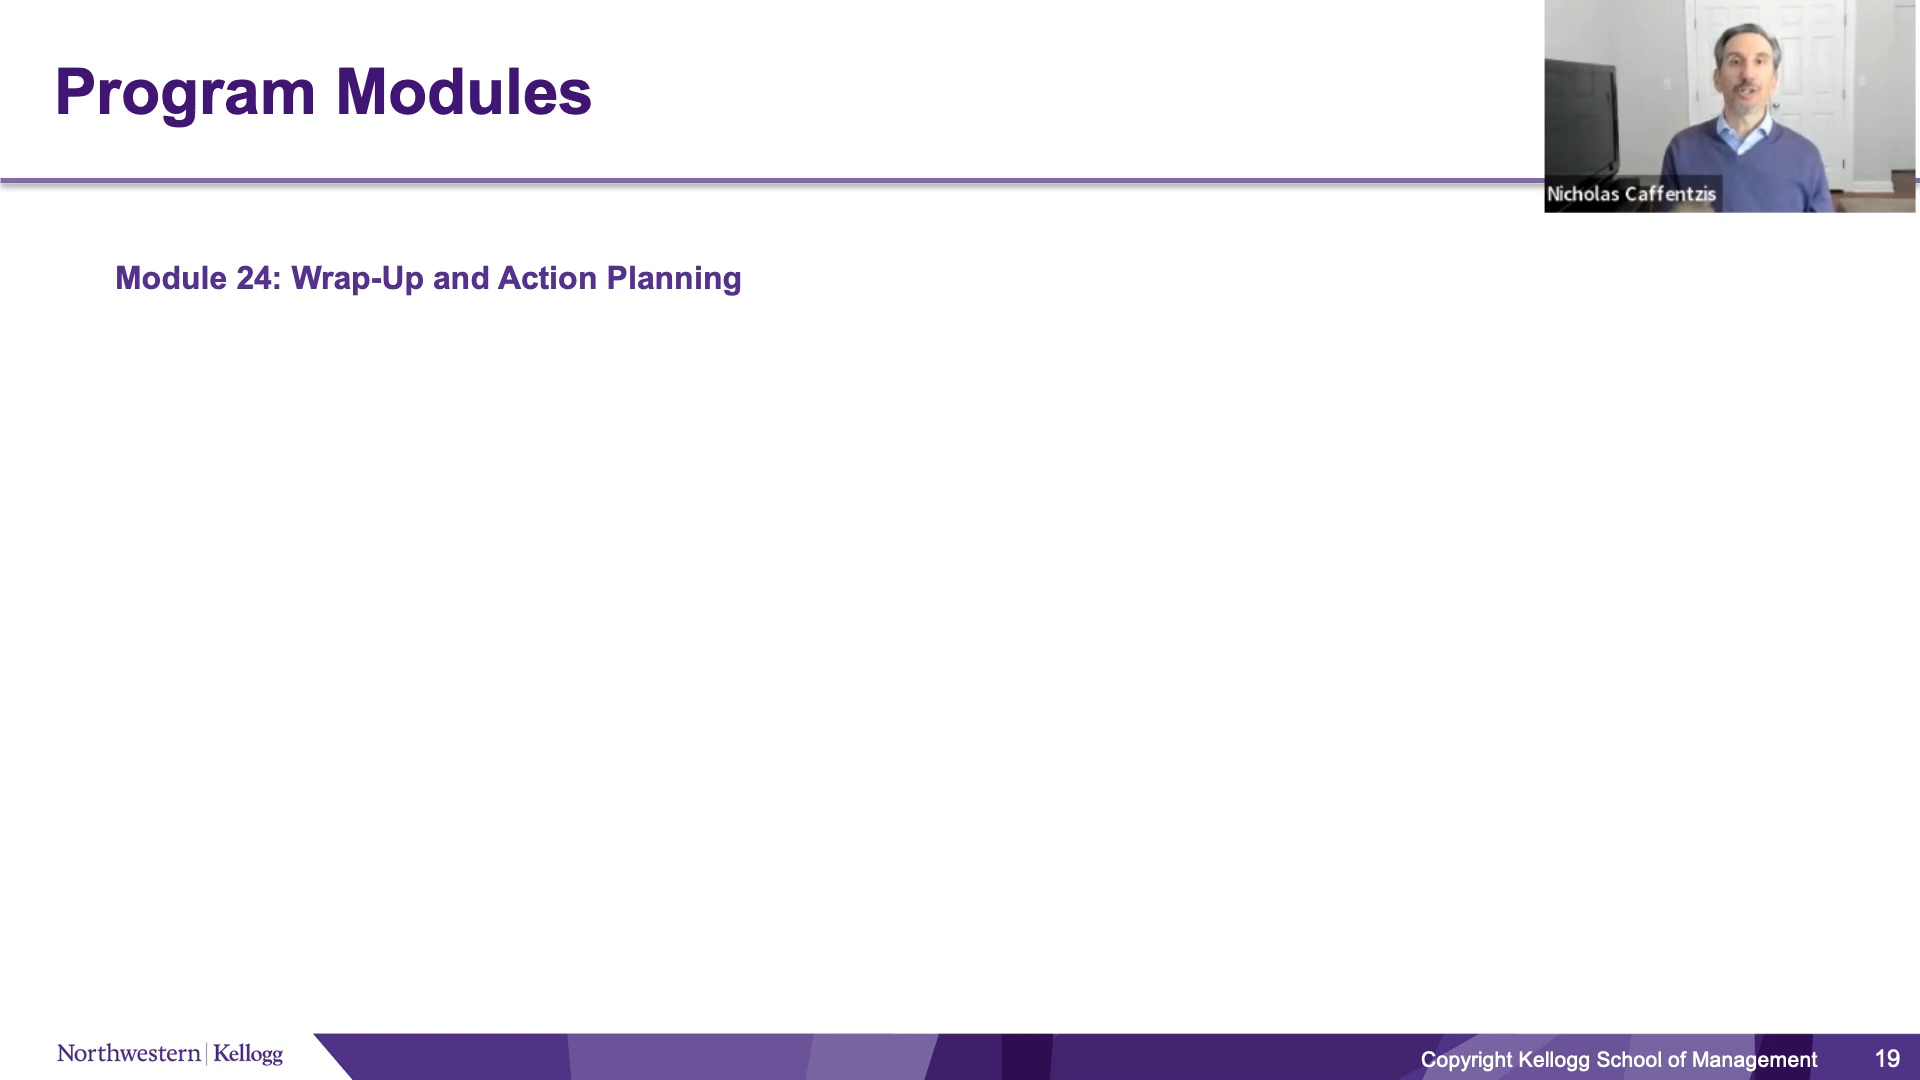 Program Modules
Nicholas Caffentzis
Module 24: Wrap-Up and Action Planning
Northwestern | Kellogg
Copyright Kellogg School of Management
19